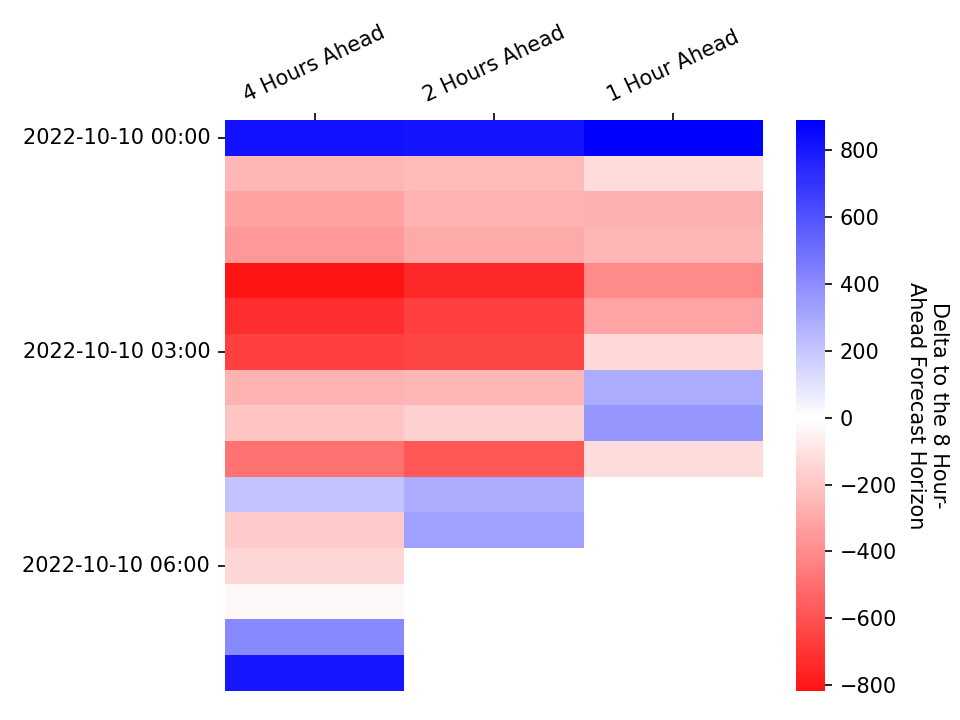 4 Hours Ahead
2 Hours Ahead
1 Hour Ahead
2022-10-10 00:00
2022-10-10 03:00
2022-10-10 06:00
800
600
400
200
0
−200
−400
−600
−800
Delta to the 8 Hour-
Ahead Forecast Horizon